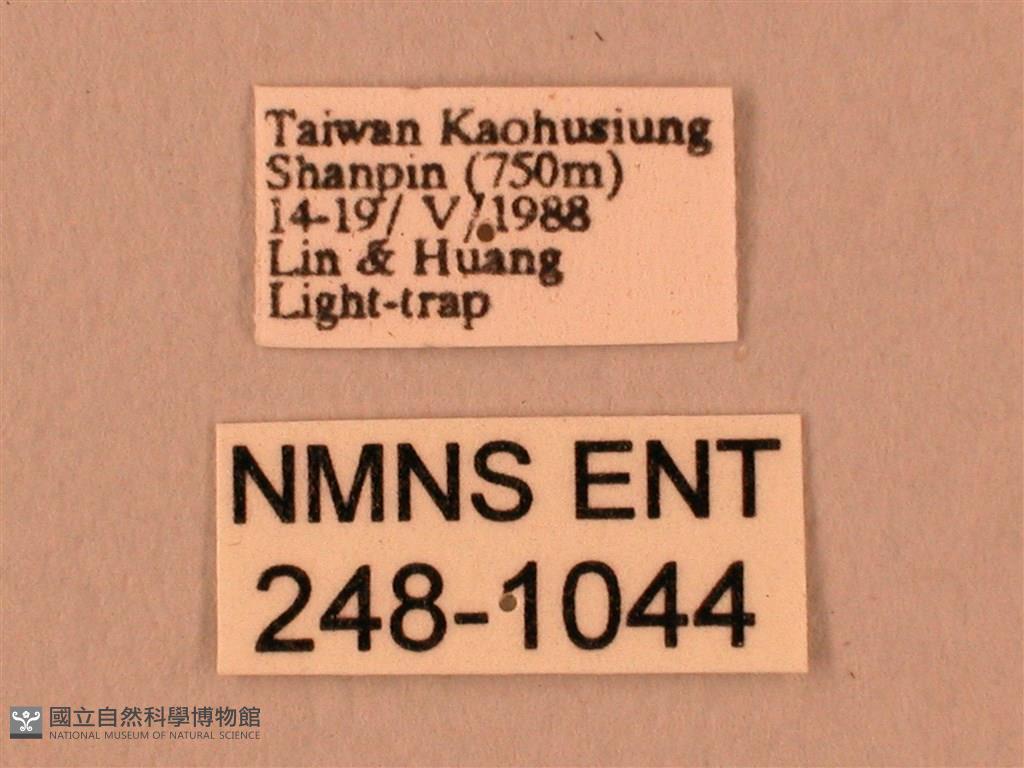 Taiwan Kaohusiung
Shanpin (750m)
14-19/ V/ 1988
Lin & Huang
Light-trap
NMNS ENT
248-1044
國立自然科學博物館
NATIONAL MUSEUM OF NATURAL SCIENCE